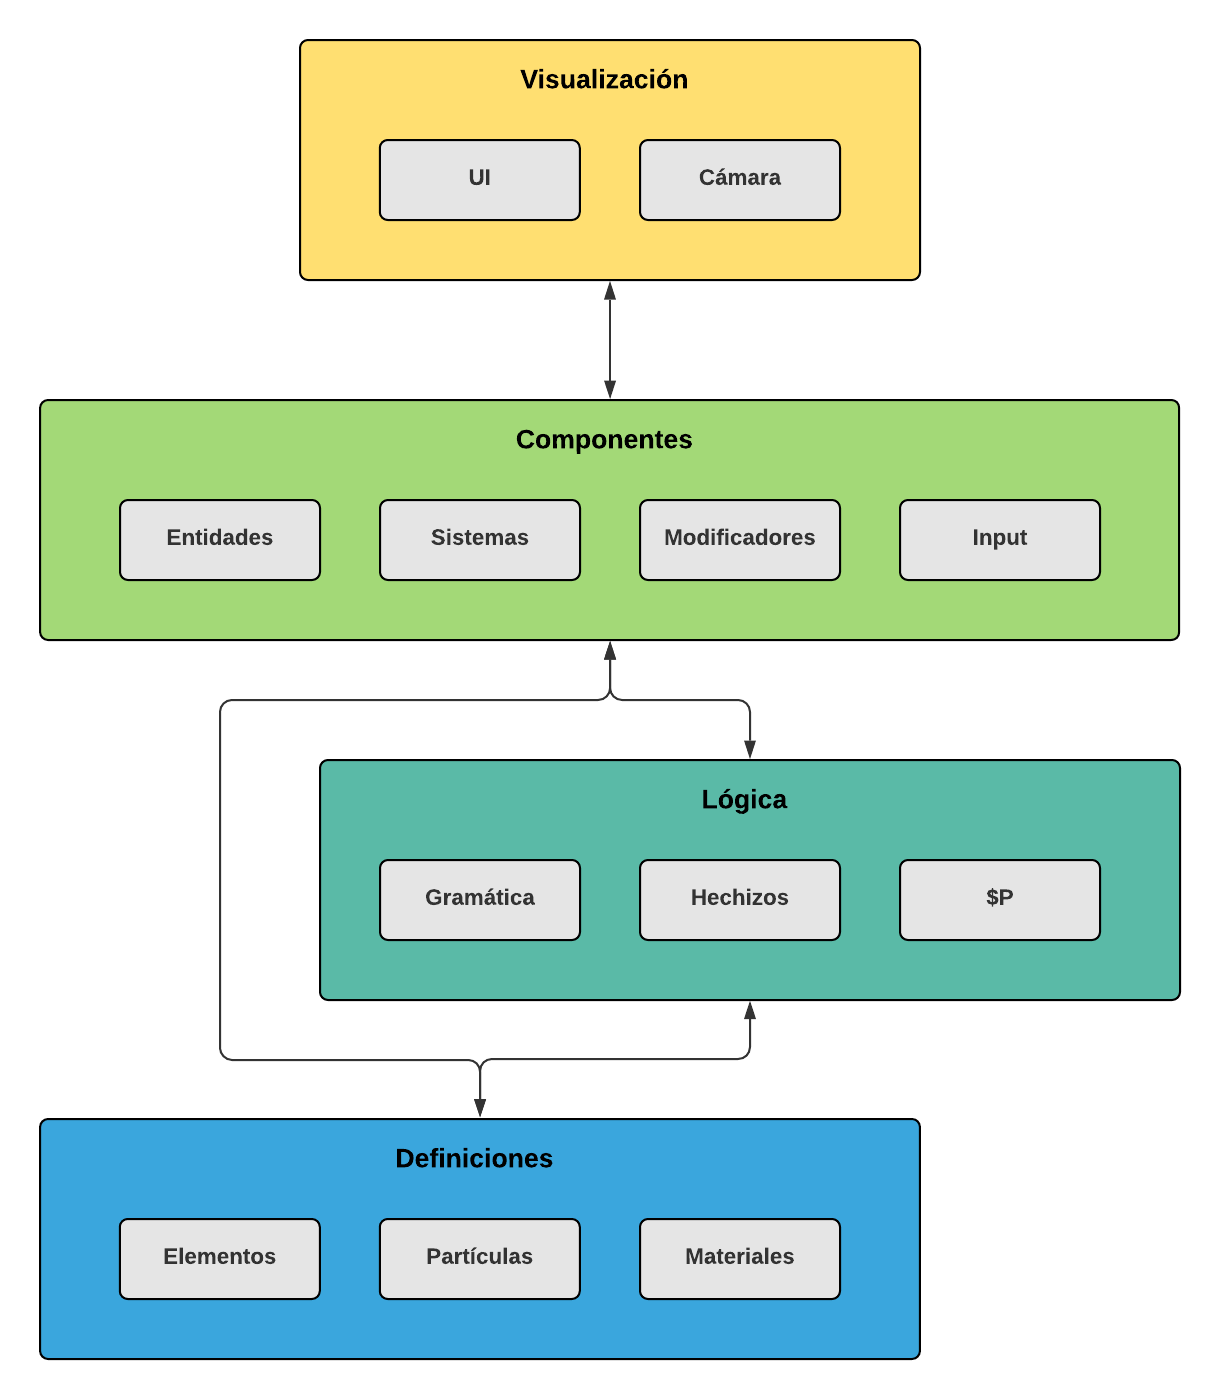 Visualización
UI
Cámara
Componentes
Entidades
Sistemas
Modificadores
Input
Lógica
Gramática
Hechizos
$P
Definiciones
Elementos
Partículas
Materiales